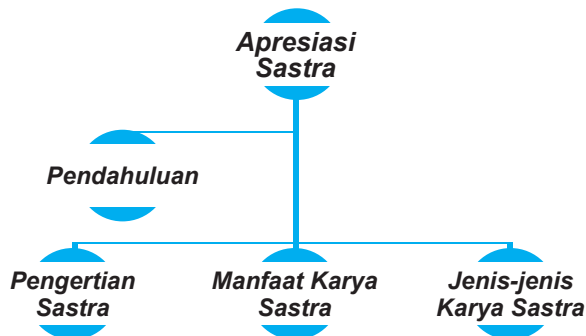 Apresiasi
Sastra
Pendahuluan
Pengertian
Sastra
Manfaat Karya
Sastra
Jenis-jenis
Karya Sastra